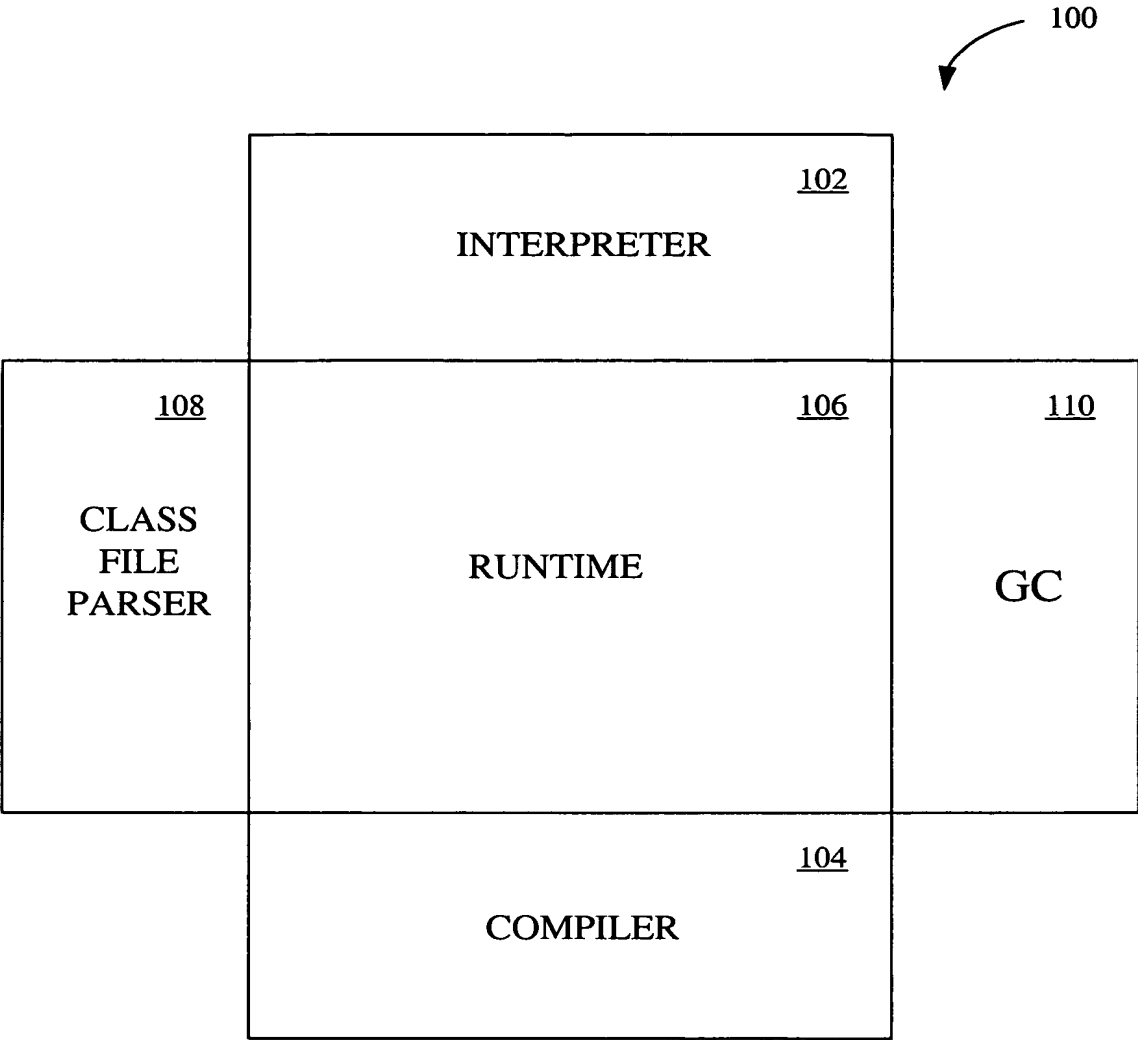 100
102
INTERPRETER
108
CLASS
FILE
PARSER
106
RUNTIME
110
GC
104
COMPILER